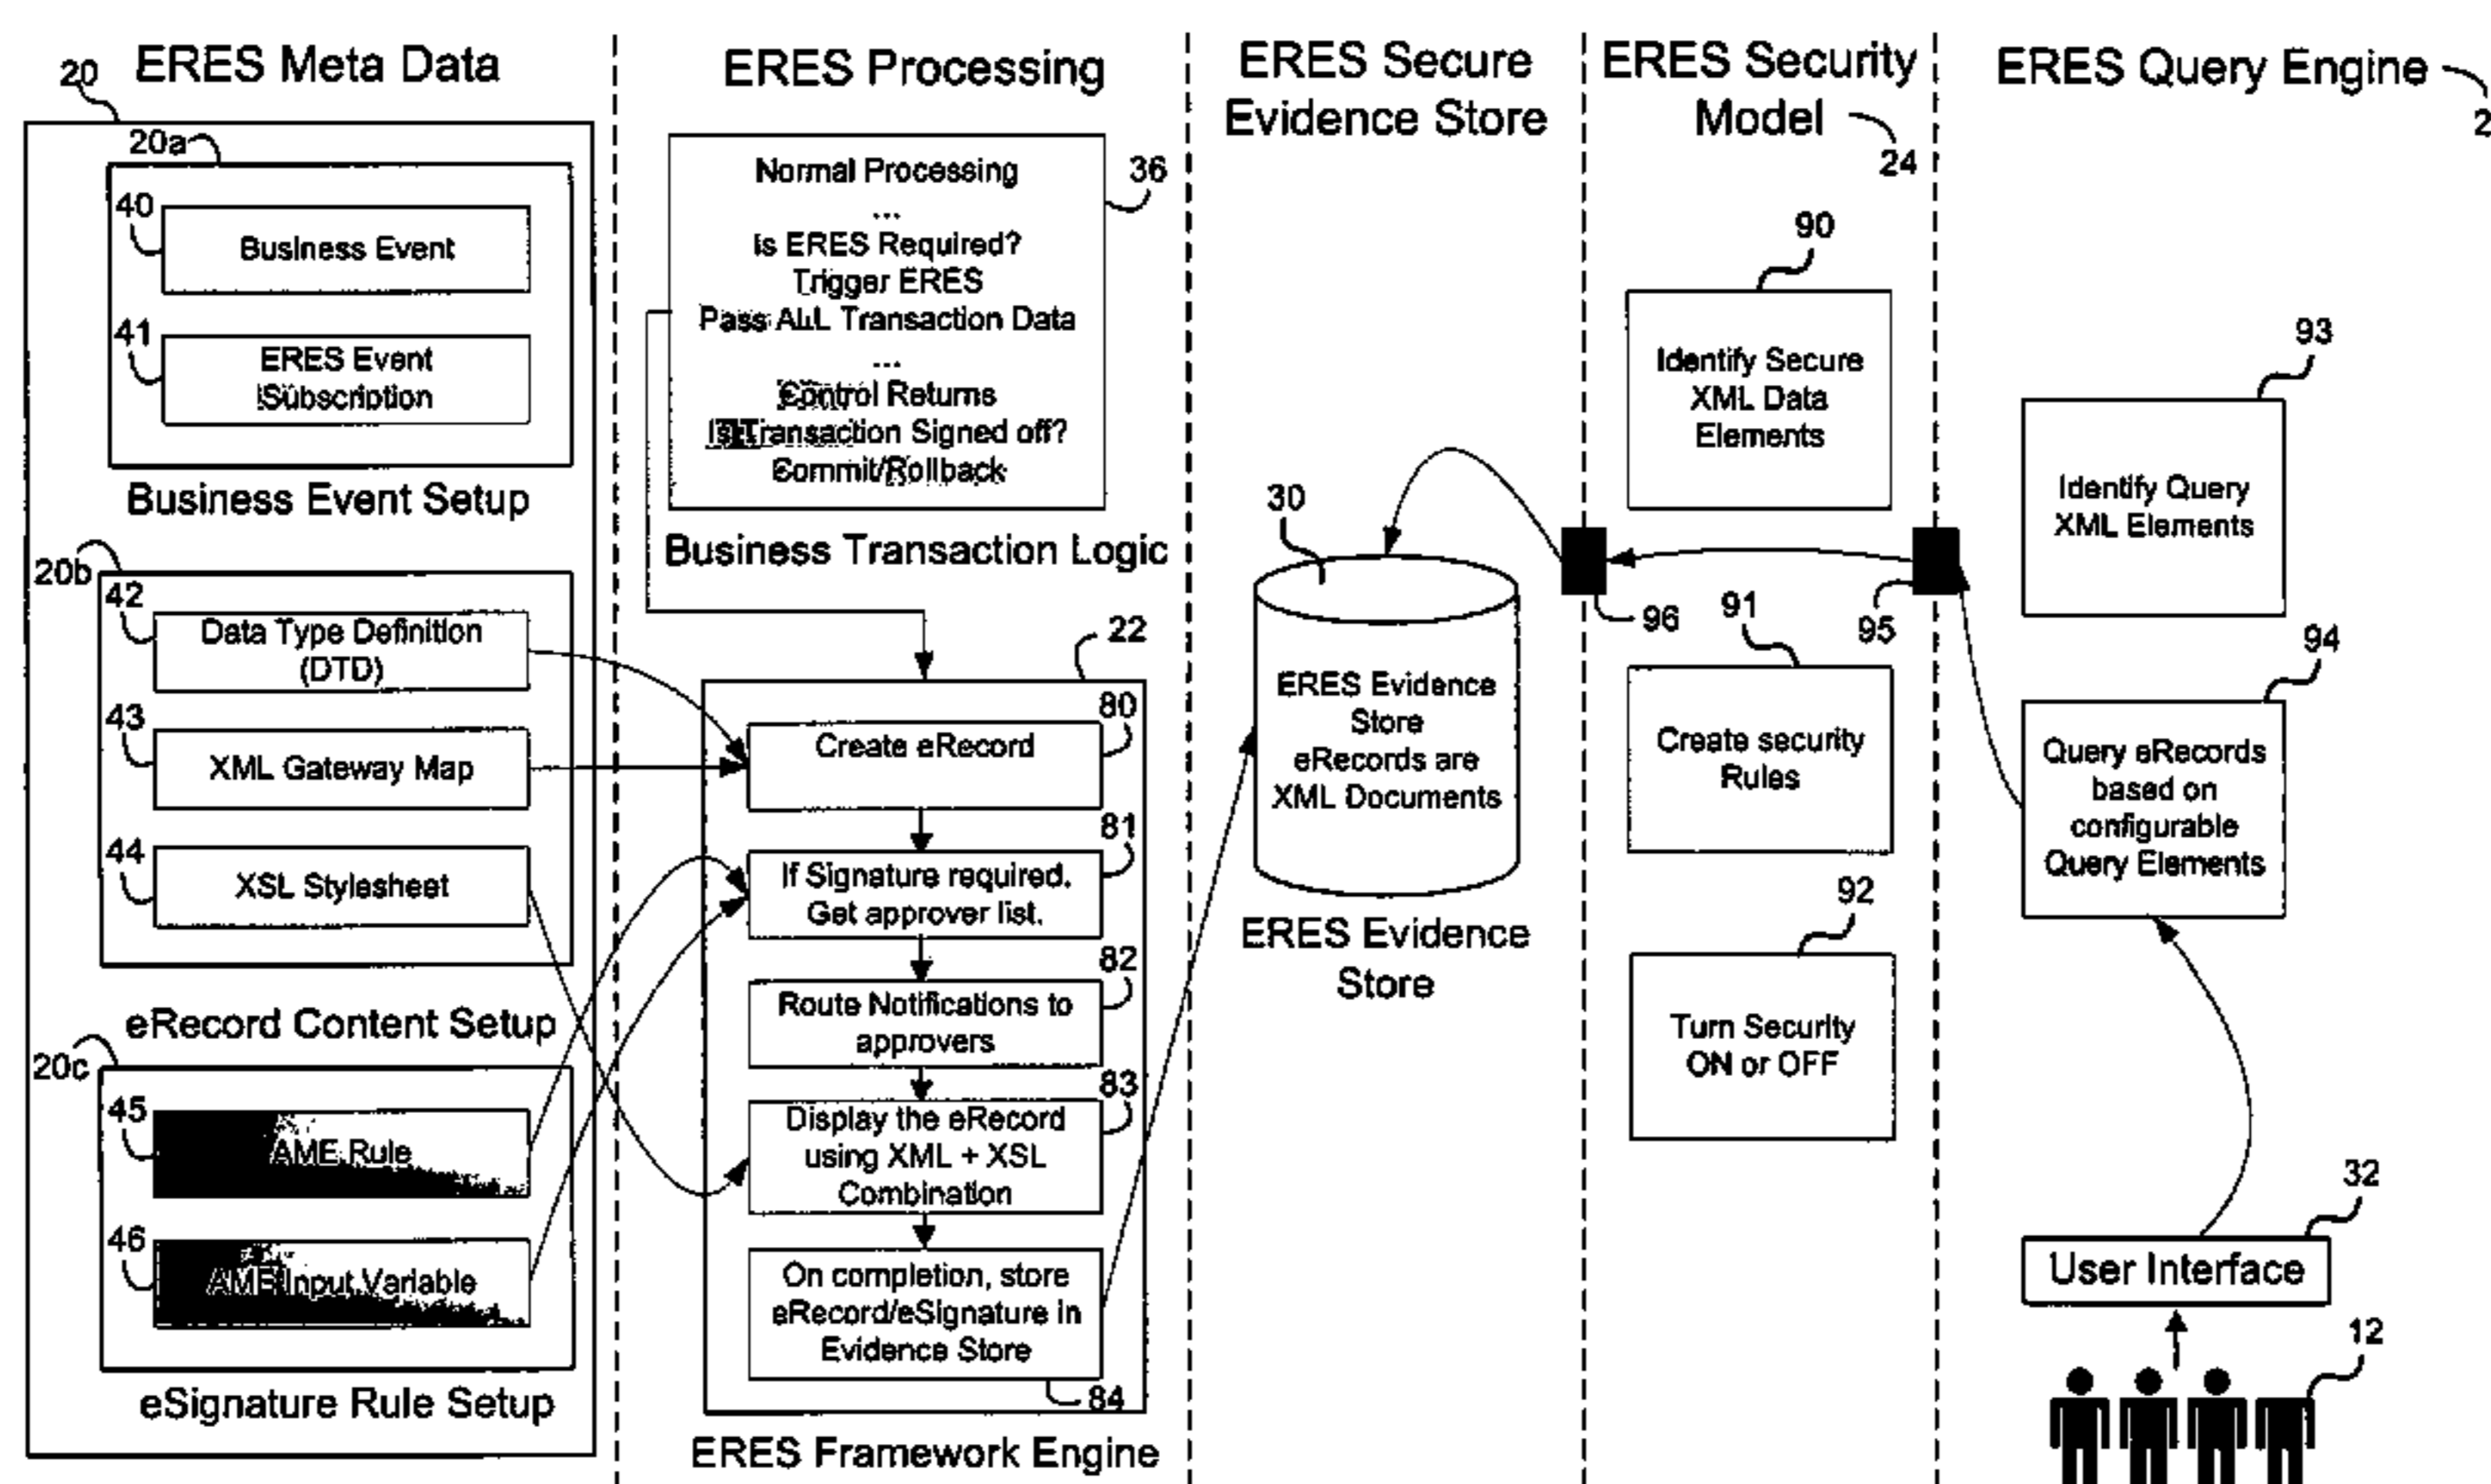 ERES Meta Data
20
20a
40
Business Event
41
ERES Event
Subscription
Business Event Setup
20b
42
Data Type Definition
(DTD)
43
XML Gateway Map
44
XSL Stylesheet
eRecord Content Setup
20c
45
AME Rule
46
AME Input Variable
eSignature Rule Setup
ERES Processing
36
Normal Processing
...
Is ERES Required?
Trigger ERES
Pass ALL Transaction Data
...
Control Returns
Is Transaction Signed off?
Commit/Rollback
Business Transaction Logic
22
80
Create eRecord
81
If Signature required.
Get approver list.
82
Route Notifications to
approvers
83
Display the eRecord
using XML + XSL
Combination
On completion, store
eRecord/eSignature in
Evidence Store
84
ERES Framework Engine
ERES Secure
Evidence Store
30
ERES Evidence
Store
eRecords are
XML Documents
ERES Evidence
Store
ERES Security
Model
24
90
Identify Secure
XML Data
Elements
96
91
95
Create security
Rules
92
Turn Security
ON or OFF
ERES Query Engine
93
Identify Query
XML Elements
94
Query eRecords
based on
configurable
Query Elements
32
User Interface
12